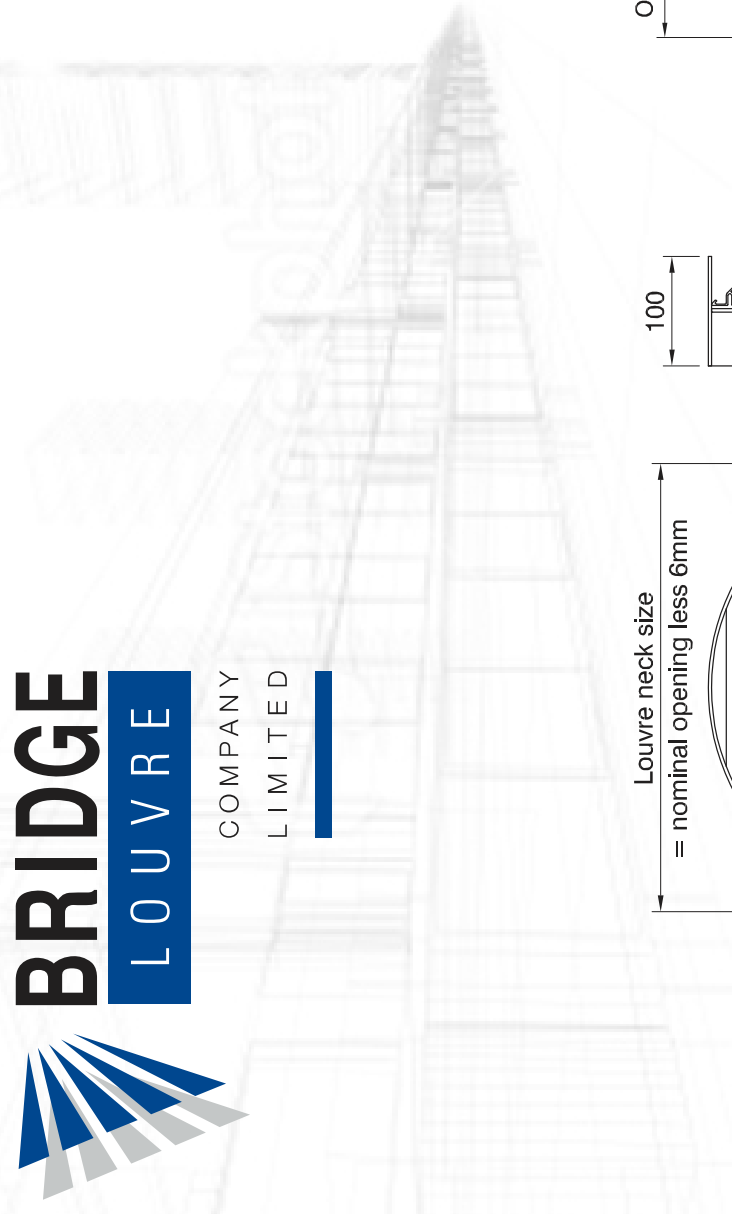 BRIDGE
LOUVRE
COMPANY
LIMITED
Louvre neck size
= nominal opening less 6mm
100
O